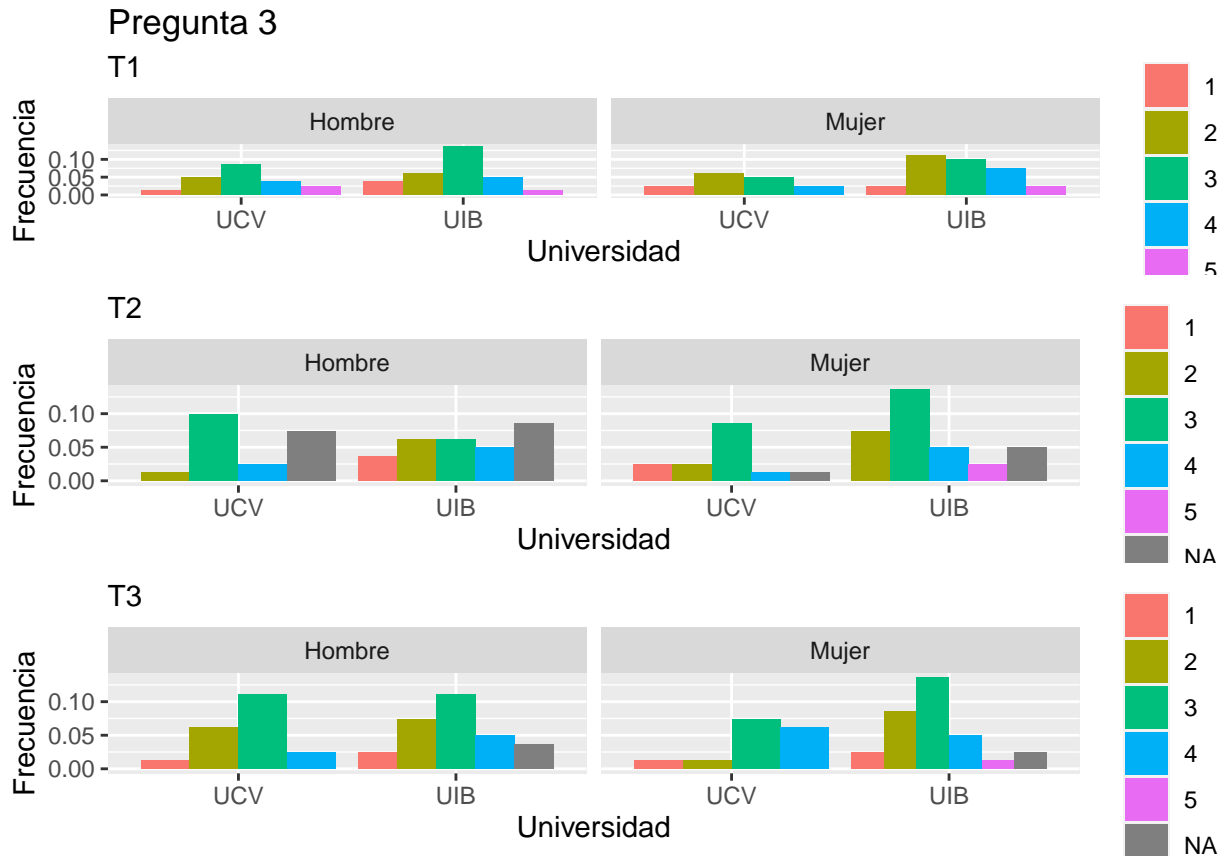 Pregunta 3
T1
Hombre
Mujer
Frecuencia
0.10
0.05
0.00
UCV
UIB
UCV
UIB
Universidad
1
2
3
4
5
T2
Hombre
Mujer
Frecuencia
0.10
0.05
0.00
UCV
UIB
UCV
UIB
Universidad
1
2
3
4
5
NA
T3
Hombre
Mujer
Frecuencia
0.10
0.05
0.00
UCV
UIB
UCV
UIB
Universidad
1
2
3
4
5
NA